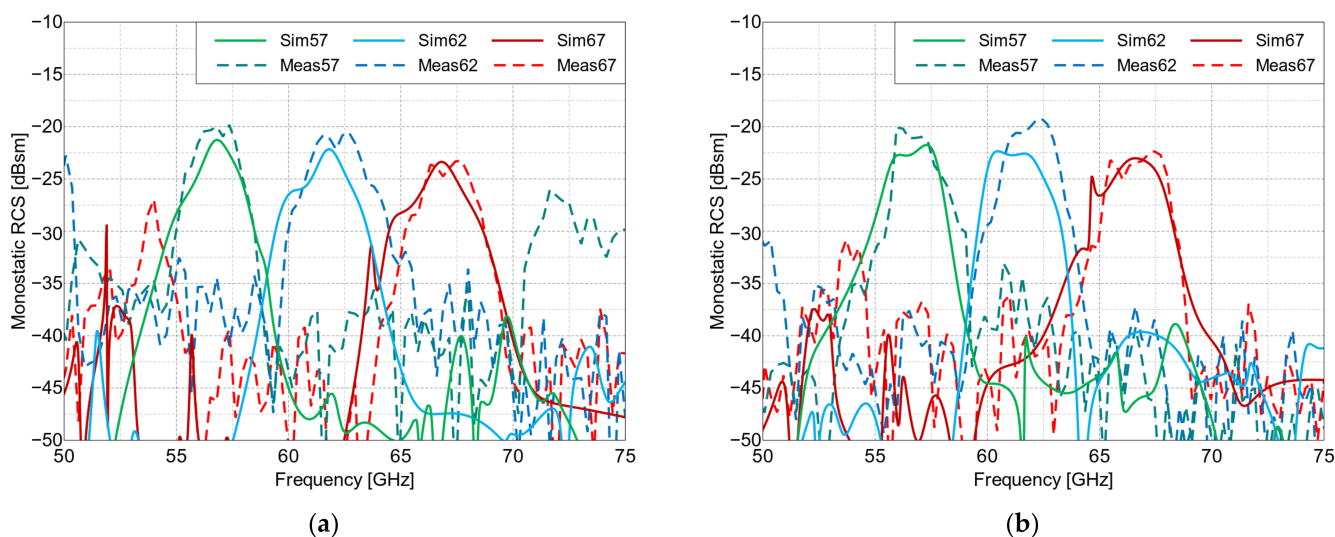 Monostatic RCS [dBsm]
−10
−15
−20
−25
−30
−35
−40
−45
−50
Sim57 Sim62 Sim67
Meas57 Meas62 Meas67
50 55 60 65 70 75
Frequency [GHz]
(a)
Monostatic RCS [dBsm]
−10
−15
−20
−25
−30
−35
−40
−45
−50
Sim57 Sim62 Sim67
Meas57 Meas62 Meas67
50 55 60 65 70 75
Frequency [GHz]
(b)